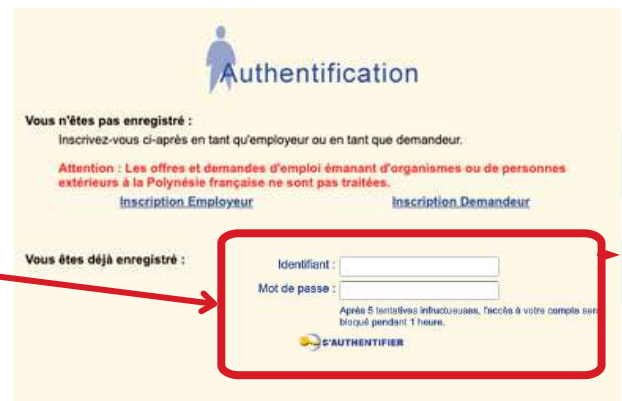 Authentification
Vous n'êtes pas enregistré :
Inscrivez-vous ci-après en tant qu'employeur ou en tant que demandeur.
Attention : Les offres et demandes d'emploi émanant d'organismes ou de personnes
extérieurs à la Polynésie française ne sont pas traitées.
Inscription Employeur Inscription Demandeur
Vous êtes déjà enregistré :
Identifiant :
Mot de passe :
Après 5 tentatives infructueuses, l'accès à votre compte sera
bloqué pendant 1 heure.
S'AUTHENTIFIER